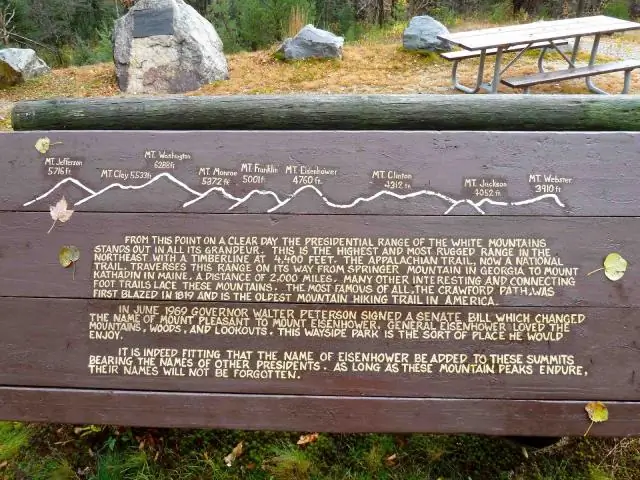 MT. Jefferson
5716 ft.
MT. Clay 5533 ft.
MT. Washington
6288 ft.
MT. Monroe
5372 ft.
MT. Franklin
5001 ft.
MT. Eisenhower
4760 ft.
MT. Clinton
4312 ft.
MT. Jackson
4052 ft.
MT. Webster
3910 ft.
FROM THIS POINT ON A CLEAR DAY THE PRESIDENTIAL RANGE OF THE WHITE MOUNTAINS
STANDS OUT IN ALL ITS GRANDEUR. THIS IS THE HIGHEST AND MOST RUGGED RANGE IN THE
NORTHEAST WITH A TIMBERLINE AT 4,400 FEET. THE APPALACHIAN TRAIL, NOW A NATIONAL
TRAIL, TRAVERSES THIS RANGE ON ITS WAY FROM SPRINGER MOUNTAIN IN GEORGIA TO MOUNT
KATHADIN IN MAINE. A DISTANCE OF 2,000 MILES. MANY OTHER INTERESTING AND CONNECTING
FOOT TRAILS LACE THESE MOUNTAINS. THE MOST FAMOUS OF ALL, THE CRAWFORD PATH, WAS
FIRST BLAZED IN 1819 AND IS THE OLDEST MOUNTAIN HIKING TRAIL IN AMERICA.
IN JUNE 1969 GOVERNOR WALTER PETERSON SIGNED A SENATE BILL WHICH CHANGED
THE NAME OF MOUNT PLEASANT TO MOUNT EISENHOWER. GENERAL EISENHOWER LOVED THE
MOUNTAINS, WOODS, AND LOOKOUTS. THIS WAYSIDE PARK IS THE SORT OF PLACE HE WOULD
ENJOY.
IT IS INDEED FITTING THAT THE NAME OF EISENHOWER BE ADDED TO THESE SUMMITS
BEARING THE NAMES OF OTHER PRESIDENTS. AS LONG AS THESE MOUNTAIN PEAKS ENDURE,
THEIR NAMES WILL NOT BE FORGOTTEN.